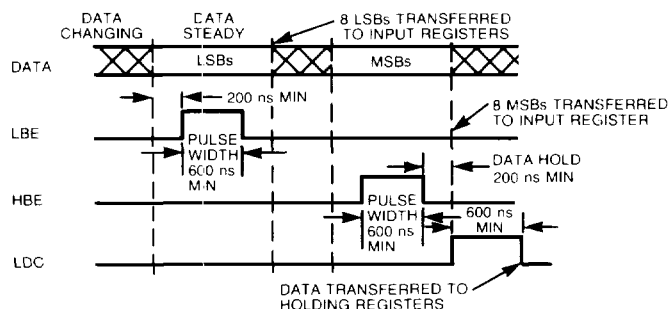 DATA CHANGING
DATA STEADY
8 LSBs TRANSFERRED TO INPUT REGISTERS
DATA
LSBs
MSBs
200 ns MIN
8 MSBs TRANSFERRED TO INPUT REGISTER
LBE
PULSE WIDTH 600 ns M·N
DATA HOLD 200 ns MIN
HBE
PULSE WIDTH 600 ns MIN
600 ns MIN
LDC
DATA TRANSFERRED TO HOLDING REGISTERS